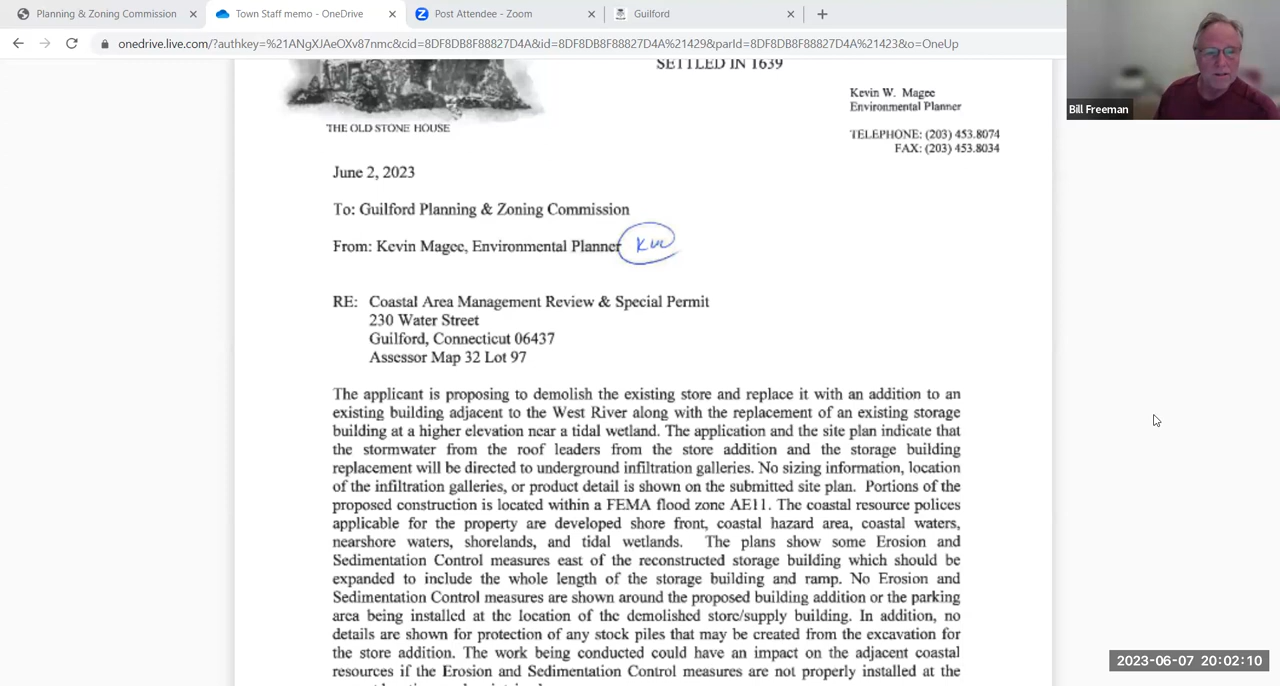 Planning & Zoning Commission
Town Staff memo - OneDrive
Post Attendee - Zoom
Guilford
onedrive.live.com/?authkey=%21ANgXJAeOXv87nmc&cid=8DF8DB8F88827D4A&id=8DF8DB8F88827D4A%21429&parId=8DF8DB8F88827D4A%21423&o=OneUp
Bill Freeman
SETTLED IN 1639
Kevin W. Magee
Environmental Planner
THE OLD STONE HOUSE
TELEPHONE: (203) 453.8074
FAX: (203) 453.8034
June 2, 2023
To: Guilford Planning & Zoning Commission
From: Kevin Magee, Environmental Planner
RE: Coastal Area Management Review & Special Permit
230 Water Street
Guilford, Connecticut 06437
Assessor Map 32 Lot 97
The applicant is proposing to demolish the existing store and replace it with an addition to an
existing building adjacent to the West River along with the replacement of an existing storage
building at a higher elevation near a tidal wetland. The application and the site plan indicate that
the stormwater from the roof leaders from the store addition and the storage building
replacement will be directed to underground infiltration galleries. No sizing information, location
of the infiltration galleries, or product detail is shown on the submitted site plan. Portions of the
proposed construction is located within a FEMA flood zone AE11. The coastal resource polices
applicable for the property are developed shore front, coastal hazard area, coastal waters,
nearshore waters, shorelands, and tidal wetlands. The plans show some Erosion and
Sedimentation Control measures east of the reconstructed storage building which should be
expanded to include the whole length of the storage building and ramp. No Erosion and
Sedimentation Control measures are shown around the proposed building addition or the parking
area being installed at the location of the demolished store/supply building. In addition, no
details are shown for protection of any stock piles that may be created from the excavation for
the store addition. The work being conducted could have an impact on the adjacent coastal
resources if the Erosion and Sedimentation Control measures are not properly installed at the
2023-06-07 20:02:10